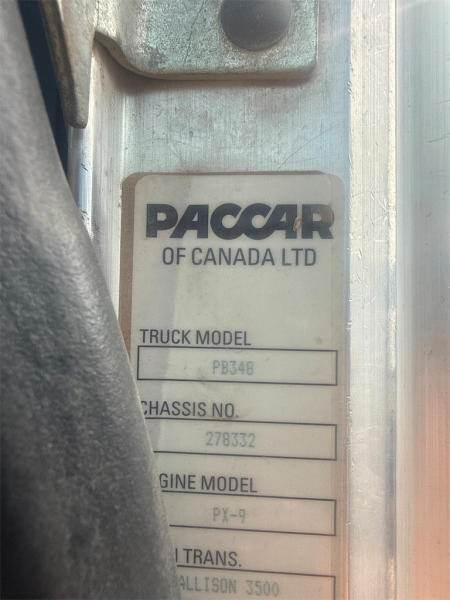 PACCAR
OF CANADA LTD
TRUCK MODEL
PB348
CHASSIS NO.
278332
GINE MODEL
PX-9
TRANS.
ALLISON 3500